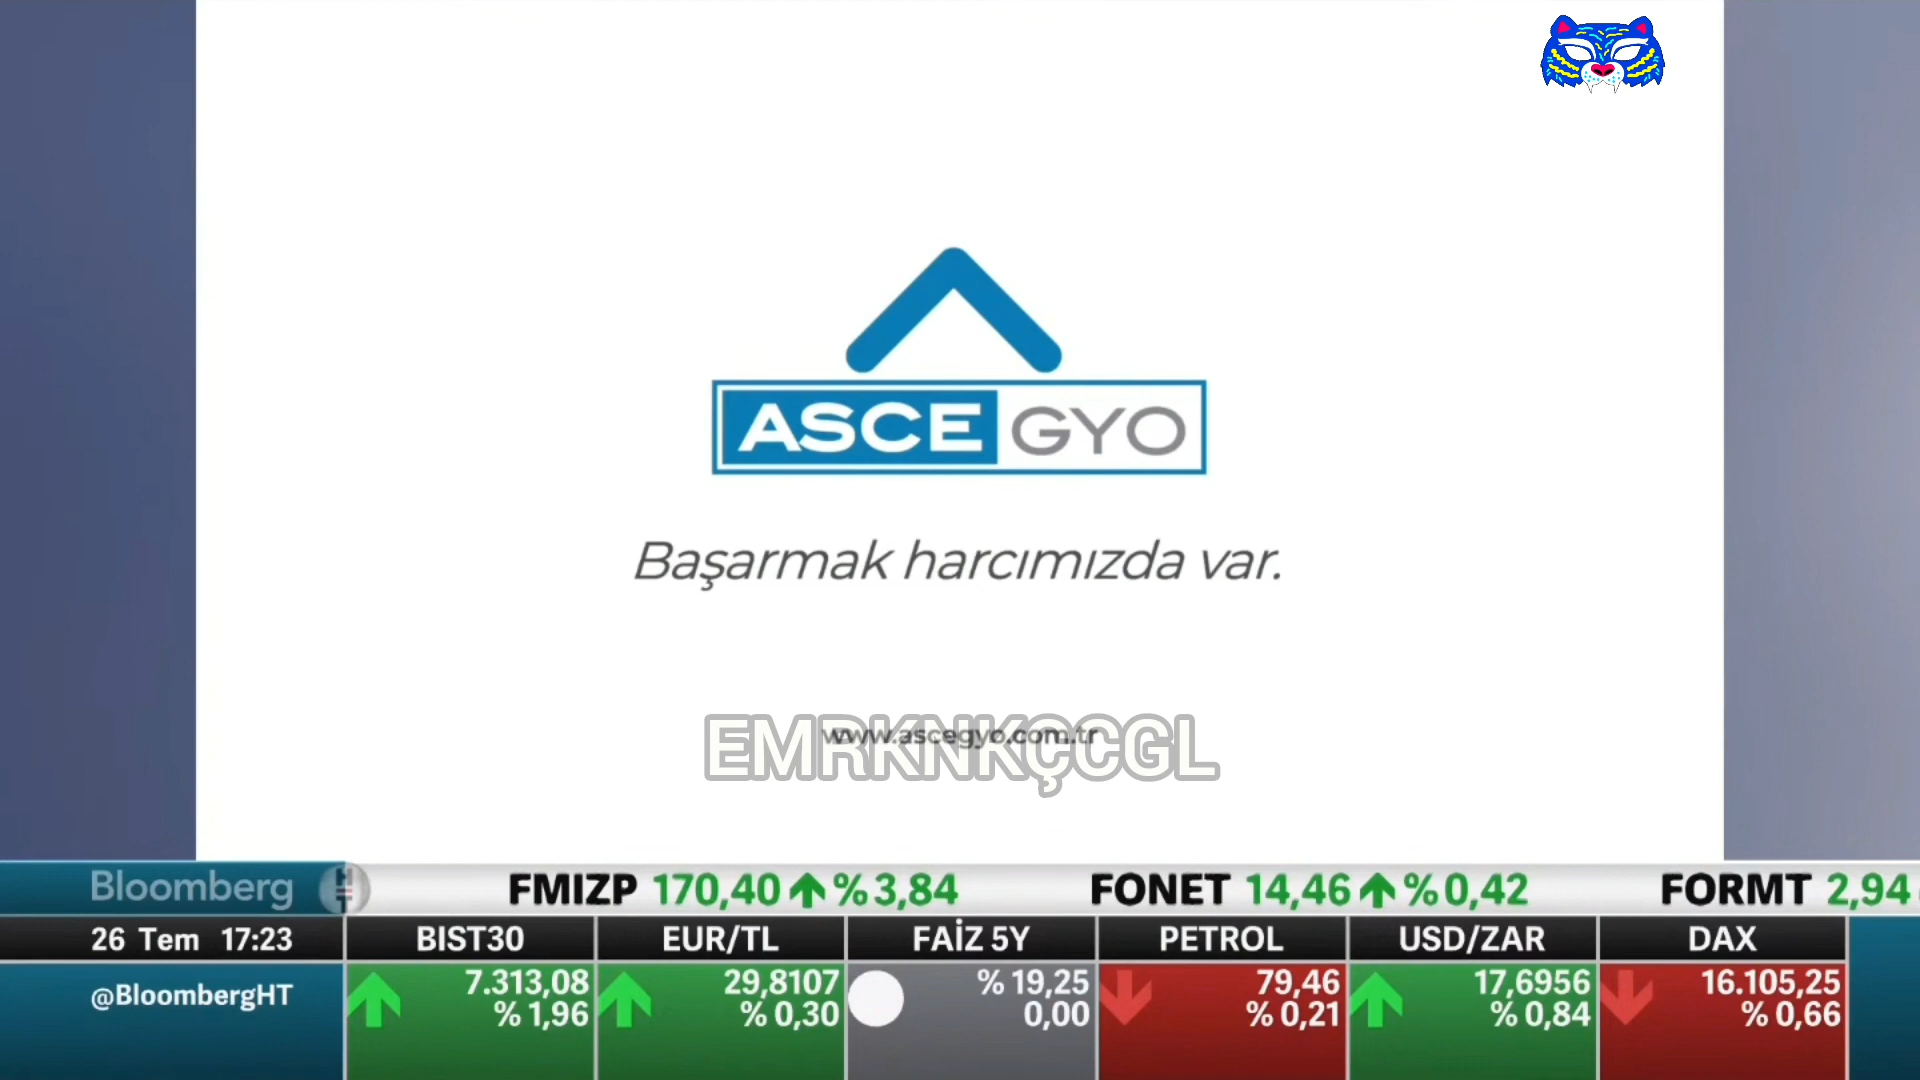 ASCE GYO
Başarmak harcımızda var.
www.ascegyo.com.tr
EMRKNKÇCGL
Bloomberg HT
FMIZP 170,40 %3,84 FONET 14,46 %0,42 FORMT 2,94
26 Tem 17:23 BIST30 EUR/TL FAİZ 5Y PETROL USD/ZAR DAX
@BloombergHT 7.313,08 29,8107 % 19,25 79,46 17,6956 16.105,25
% 1,96 % 0,30 0,00 % 0,21 % 0,84 % 0,66